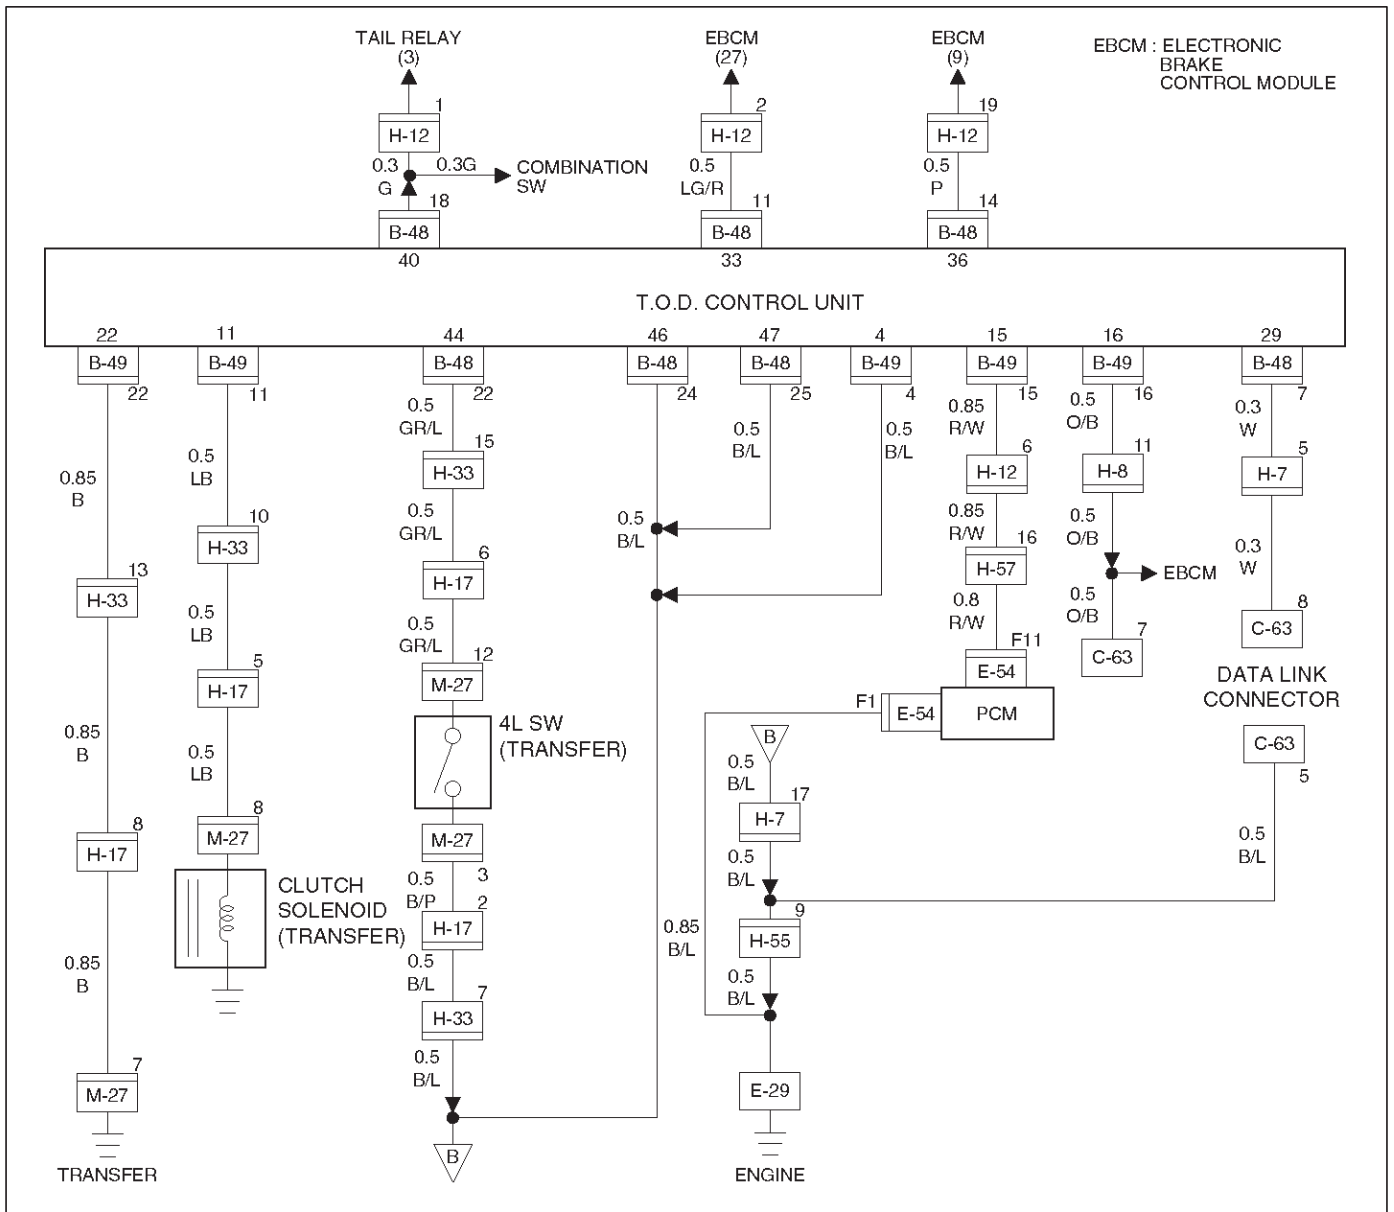 TAIL RELAY
(3)
EBCM
(27)
EBCM
(9)
EBCM : ELECTRONIC
BRAKE
CONTROL MODULE
1
2
19
H-12
H-12
H-12
0.3
G
0.3G
COMBINATION
SW
0.5
LG/R
0.5
P
18
11
14
B-48
B-48
B-48
40
33
36
T.O.D. CONTROL UNIT
22
11
44
46
47
4
15
16
29
B-49
B-49
B-48
B-48
B-48
B-49
B-49
B-49
B-48
22
11
22
24
25
4
15
16
7
0.5
GR/L
0.85
R/W
0.5
O/B
0.3
W
0.5
B/L
0.5
B/L
15
6
11
5
0.85
B
0.5
LB
H-33
H-12
H-8
H-7
10
0.5
GR/L
0.5
B/L
0.85
R/W
0.5
O/B
0.3
W
H-33
6
16
13
H-17
H-57
EBCM
H-33
0.5
LB
0.5
GR/L
0.8
R/W
0.5
O/B
8
C-63
5
12
F11
7
H-17
M-27
E-54
C-63
DATA LINK
CONNECTOR
F1
E-54
PCM
4L SW
(TRANSFER)
0.85
B
0.5
LB
B
C-63
0.5
B/L
5
8
8
17
H-17
M-27
M-27
H-7
0.5
B/L
3
CLUTCH
SOLENOID
(TRANSFER)
0.5
B/P
0.5
B/L
2
9
H-17
0.85
B/L
H-55
0.85
B
0.5
B/L
0.5
B/L
7
H-33
7
0.5
B/L
M-27
E-29
B
TRANSFER
ENGINE